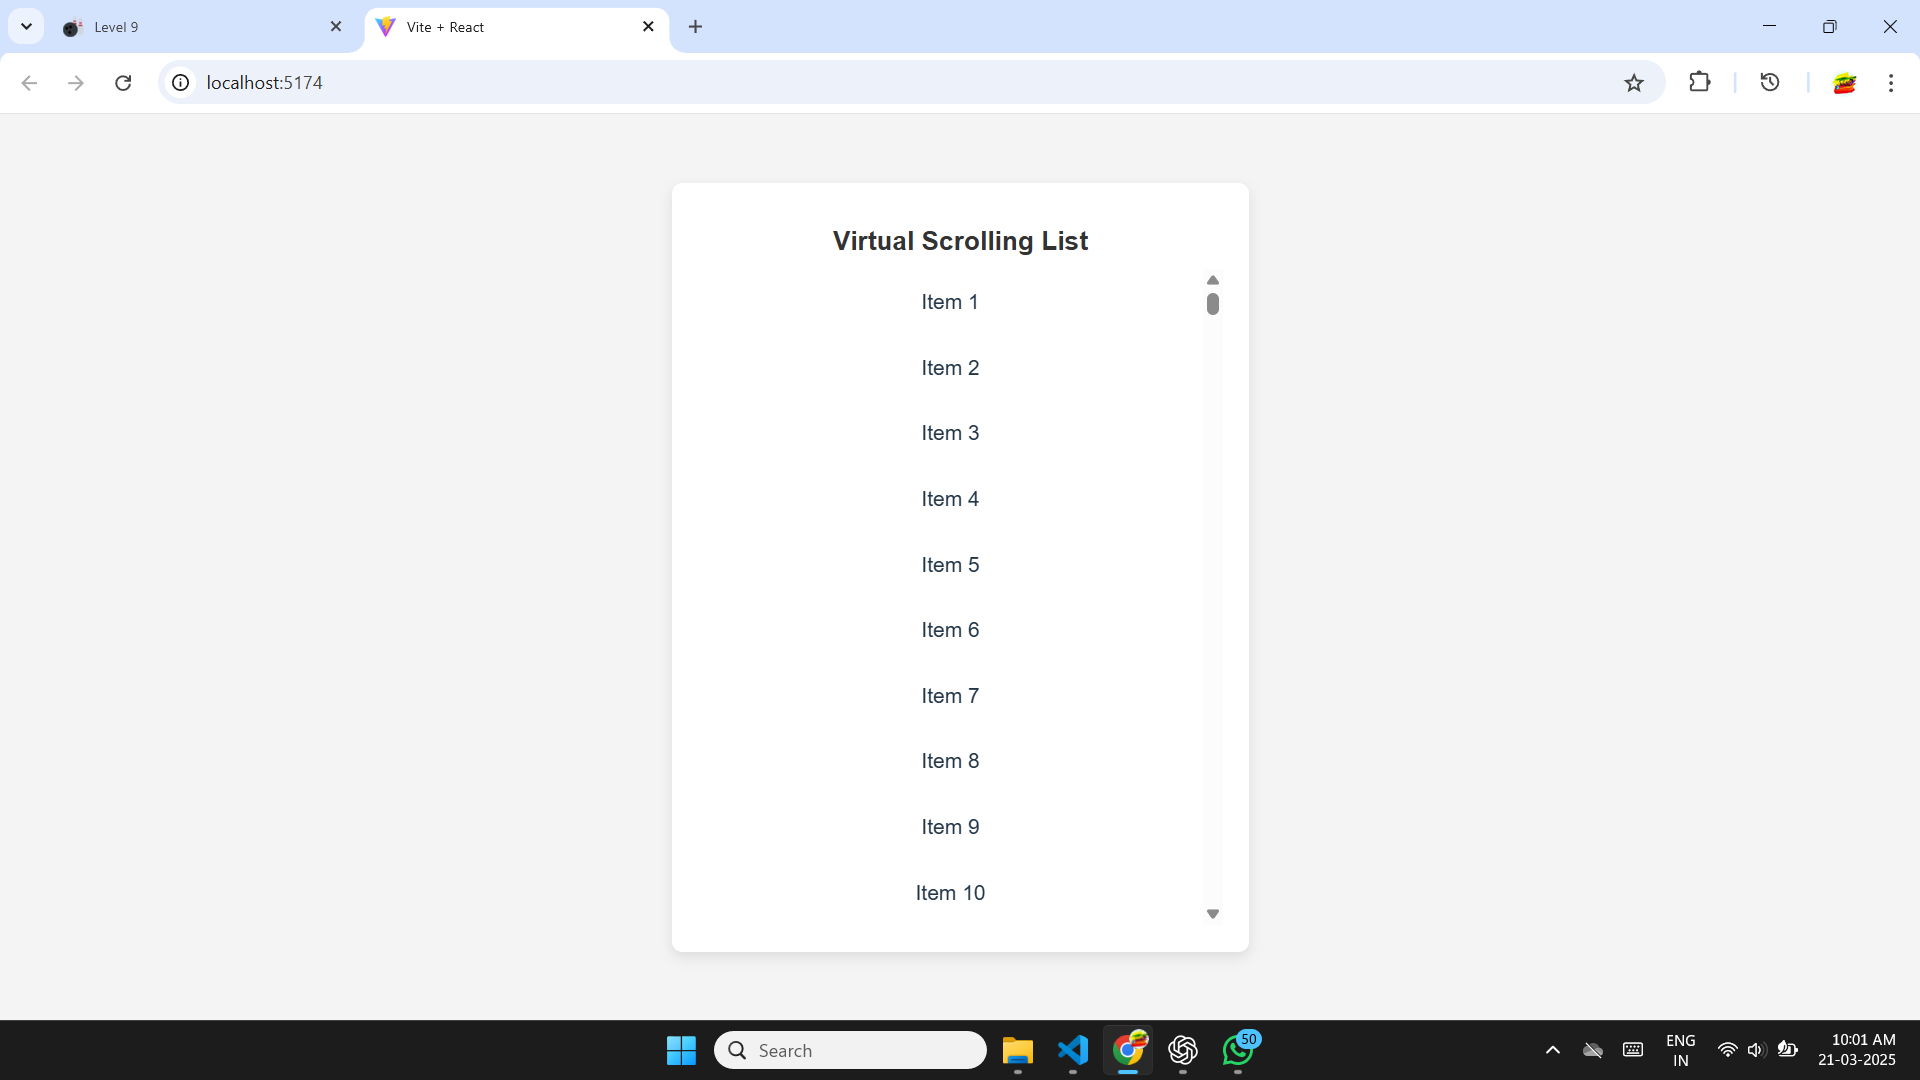 Level 9
Vite + React
localhost:5174
Virtual Scrolling List
Item 1
Item 2
Item 3
Item 4
Item 5
Item 6
Item 7
Item 8
Item 9
Item 10
Search
50
ENG
IN
10:01 AM
21-03-2025